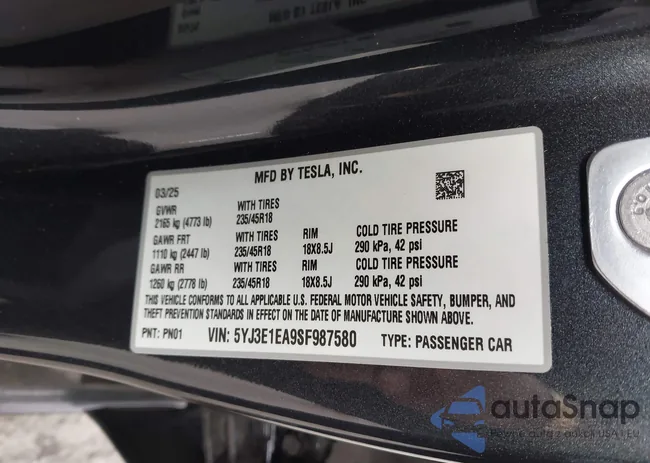 MFD BY TESLA, INC.
03/25
GVWR WITH TIRES
2165 kg (4773 lb) 235/45R18
GAWR FRT WITH TIRES RIM COLD TIRE PRESSURE
1110 kg (2447 lb) 235/45R18 18X8.5J 290 kPa, 42 psi
GAWR RR WITH TIRES RIM COLD TIRE PRESSURE
1260 kg (2778 lb) 235/45R18 18X8.5J 290 kPa, 42 psi
THIS VEHICLE CONFORMS TO ALL APPLICABLE U.S. FEDERAL MOTOR VEHICLE SAFETY, BUMPER, AND
THEFT PREVENTION STANDARDS IN EFFECT ON THE DATE OF MANUFACTURE SHOWN ABOVE.
PNT: PN01 VIN: 5YJ3E1EA9SF987580 TYPE: PASSENGER CAR
autoSnap